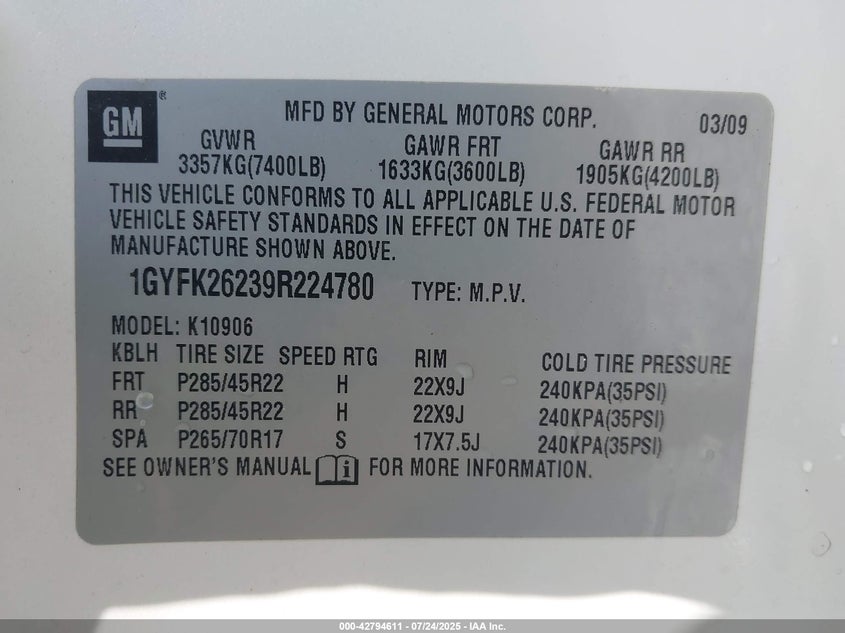 GM ®
MFD BY GENERAL MOTORS CORP. 03/09
GVWR GAWR FRT GAWR RR
3357KG(7400LB) 1633KG(3600LB) 1905KG(4200LB)
THIS VEHICLE CONFORMS TO ALL APPLICABLE U.S. FEDERAL MOTOR
VEHICLE SAFETY STANDARDS IN EFFECT ON THE DATE OF
MANUFACTURE SHOWN ABOVE.
1GYFK26239R224780 TYPE: M.P.V.
MODEL: K10906
KBLH TIRE SIZE SPEED RTG RIM COLD TIRE PRESSURE
FRT P285/45R22 H 22X9J 240KPA(35PSI)
RR P285/45R22 H 22X9J 240KPA(35PSI)
SPA P265/70R17 S 17X7.5J 240KPA(35PSI)
SEE OWNER'S MANUAL i FOR MORE INFORMATION.
000-42794611 - 07/24/2025 - IAA Inc.